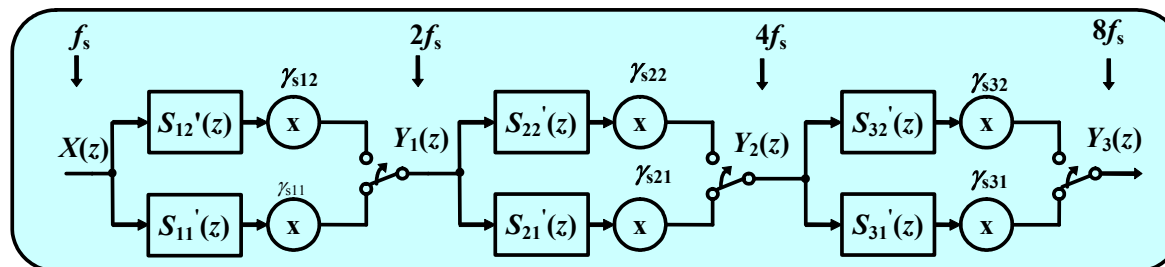 fs 2fs 4fs 8fs
γs12 γs22 γs32
S12'(z) x S22'(z) x S32'(z) x
X(z) Y1(z) Y2(z) Y3(z)
γs11 γs21 γs31
S11'(z) x S21'(z) x S31'(z) x